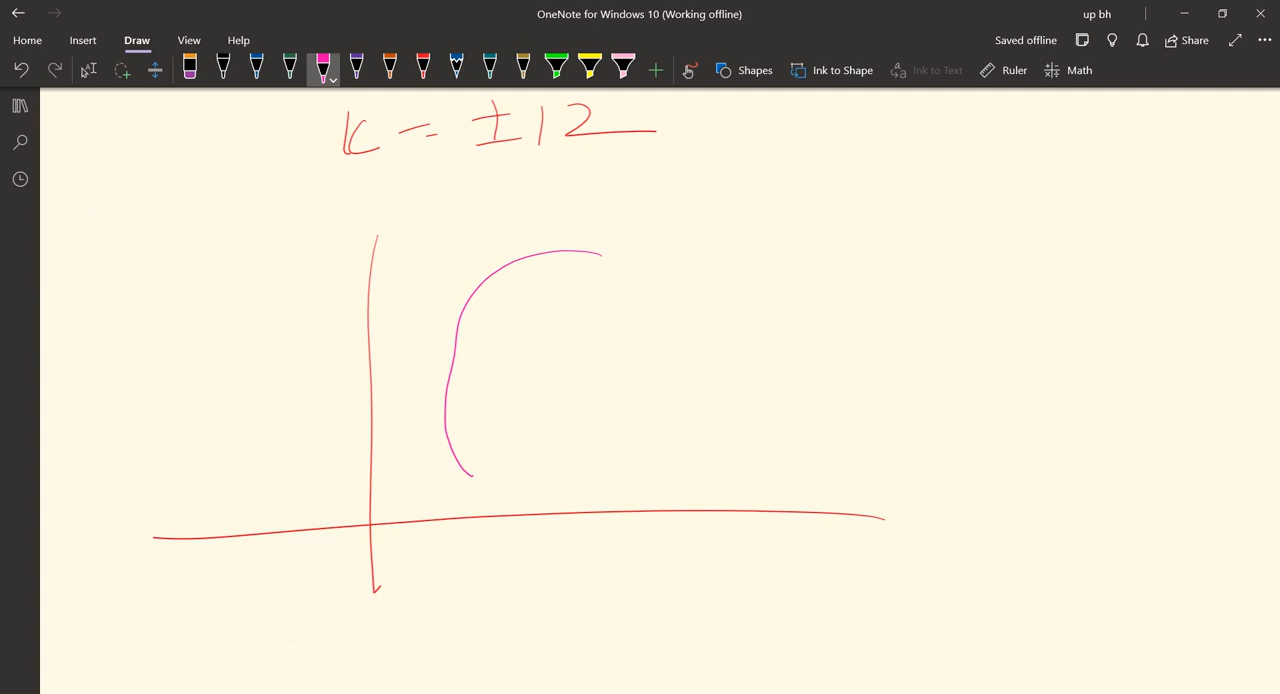 OneNote for Windows 10 (Working offline)
up bh
Home Insert Draw View Help
Saved offline
Share
Shapes
Ink to Shape
Ink to Text
Ruler
Math
k = ±12